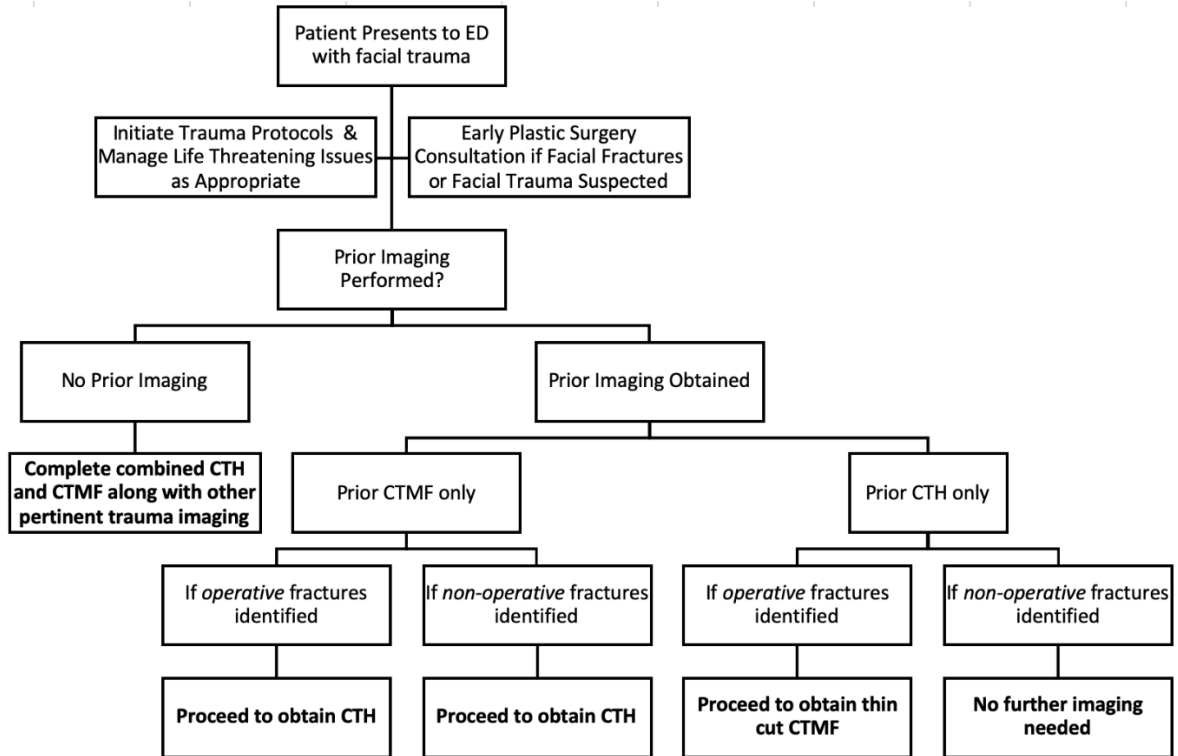 Patient Presents to ED
with facial trauma
Initiate Trauma Protocols &
Manage Life Threatening Issues
as Appropriate
Early Plastic Surgery
Consultation if Facial Fractures
or Facial Trauma Suspected
Prior Imaging
Performed?
No Prior Imaging
Prior Imaging Obtained
Complete combined CTH
and CTMF along with other
pertinent trauma imaging
Prior CTMF only
Prior CTH only
If operative fractures
identified
If non-operative fractures
identified
If operative fractures
identified
If non-operative fractures
identified
Proceed to obtain CTH
Proceed to obtain CTH
Proceed to obtain thin
cut CTMF
No further imaging
needed